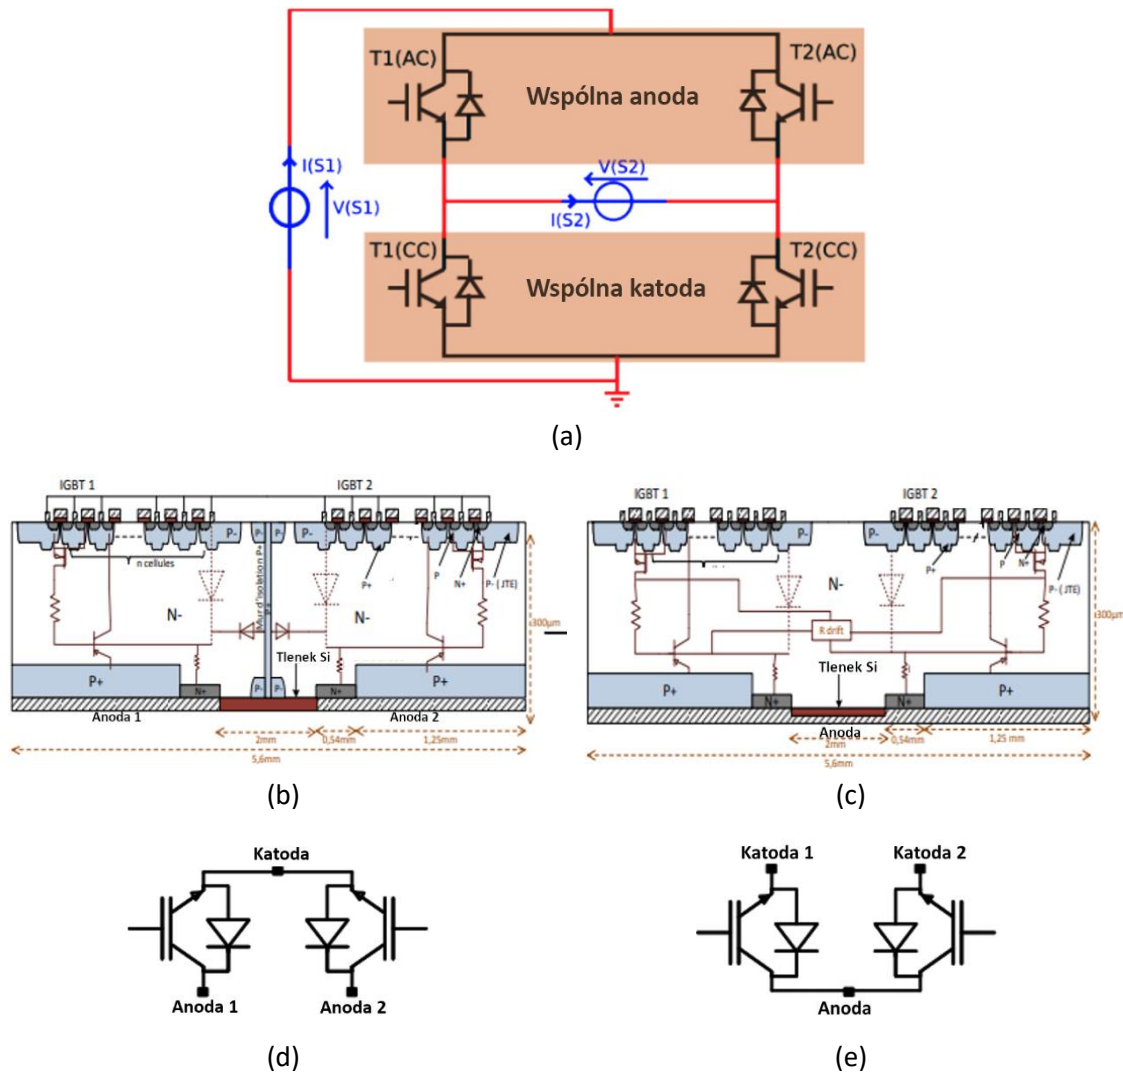 T1(AC)
T2(AC)
Wspólna anoda
I(S1)
V(S1)
V(S2)
I(S2)
T1(CC)
T2(CC)
Wspólna katoda
(a)
IGBT 1
IGBT 2
P-
P-
P-
P-
n cellules
Mur d'isolation P+
P+
P
N+
P- (JTE)
N-
N-
300µm
Tlenek Si
P+
N+
P-
P-
N+
P+
Anoda 1
Anoda 2
2mm
0,54mm
1,25mm
5,6mm
(b)
IGBT 1
IGBT 2
P-
P-
P+
P
N+
P- (JTE)
N-
300µm
R drift
Tlenek Si
P+
N+
N+
P+
Anoda
2mm
0,54mm
1,25 mm
5,6mm
(c)
Katoda
Anoda 1
Anoda 2
(d)
Katoda 1
Katoda 2
Anoda
(e)